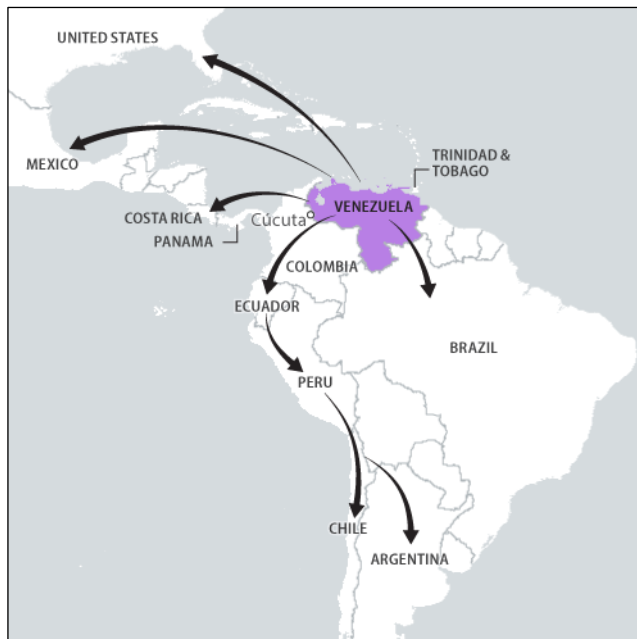 UNITED STATES
MEXICO
TRINIDAD &
TOBAGO
VENEZUELA
COSTA RICA
Cúcuta
PANAMA
COLOMBIA
ECUADOR
BRAZIL
PERU
CHILE
ARGENTINA